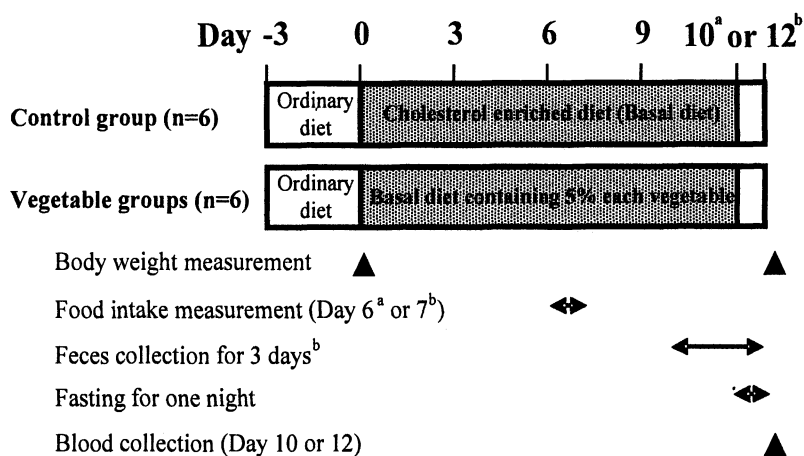 Day -3 0 3 6 9 10ᵃ or 12ᵇ
Ordinary
diet
Control group (n=6)
Cholesterol enriched diet (Basal diet)
Ordinary
diet
Vegetable groups (n=6)
Basal diet containing 5% each vegetable
Body weight measurement
Food intake measurement (Day 6ᵃ or 7ᵇ)
Feces collection for 3 daysᵇ
Fasting for one night
Blood collection (Day 10 or 12)